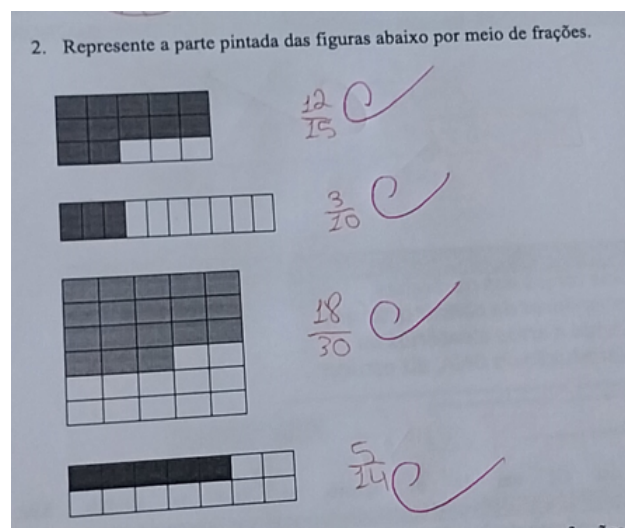 2. Represente a parte pintada das figuras abaixo por meio de frações.
12/15
3/10
18/30
5/14